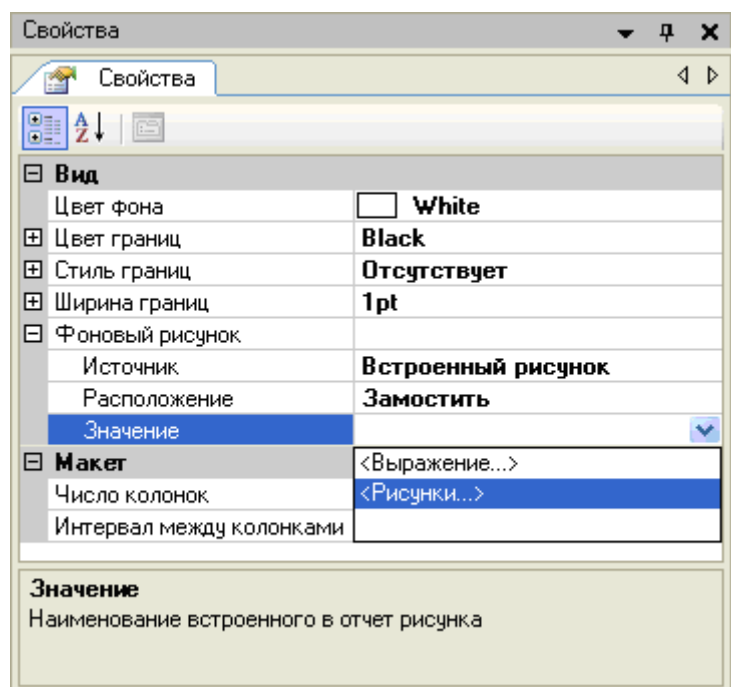 Свойства
Свойства
Вид
Цвет фона White
Цвет границ Black
Стиль границ Отсутствует
Ширина границ 1pt
Фоновый рисунок
Источник Встроенный рисунок
Расположение Замостить
Значение
Макет <Выражение...>
Число колонок <Рисунки...>
Интервал между колонками
Значение
Наименование встроенного в отчет рисунка